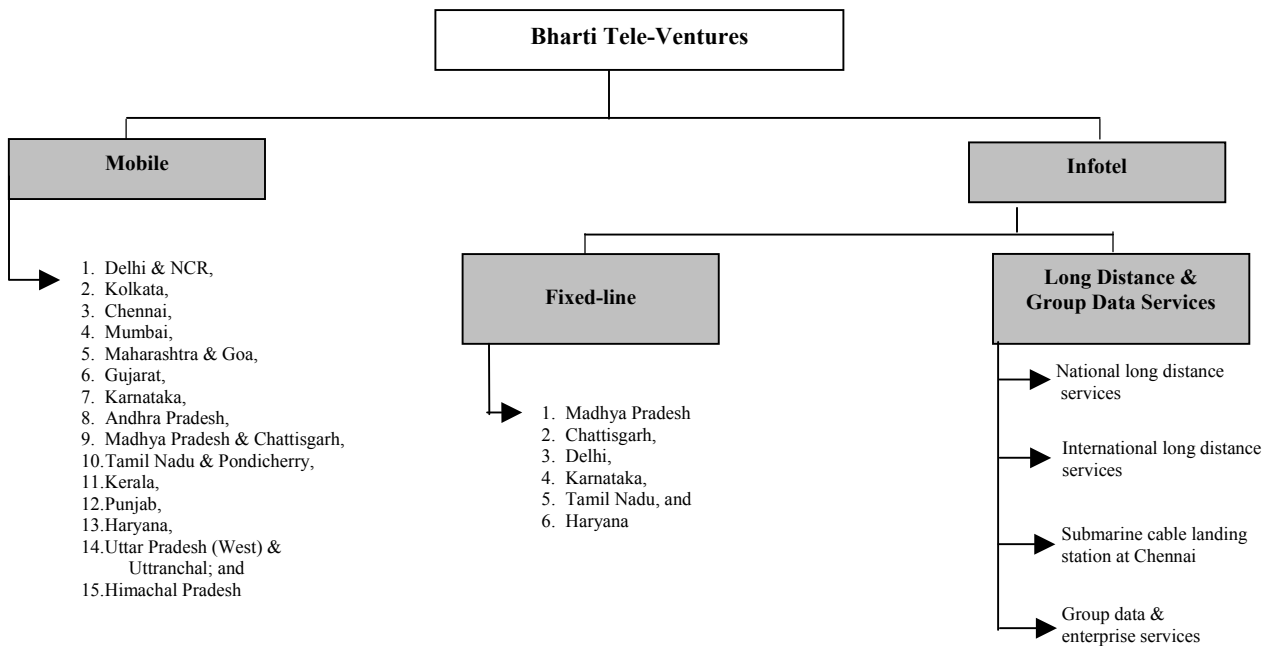 Bharti Tele-Ventures
Mobile
Infotel
1. Delhi & NCR,
2. Kolkata,
3. Chennai,
4. Mumbai,
5. Maharashtra & Goa,
6. Gujarat,
7. Karnataka,
8. Andhra Pradesh,
9. Madhya Pradesh & Chattisgarh,
10.Tamil Nadu & Pondicherry,
11.Kerala,
12.Punjab,
13.Haryana,
14.Uttar Pradesh (West) &
Uttranchal; and
15.Himachal Pradesh
Fixed-line
1. Madhya Pradesh
2. Chattisgarh,
3. Delhi,
4. Karnataka,
5. Tamil Nadu, and
6. Haryana
Long Distance &
Group Data Services
National long distance
services
International long distance
services
Submarine cable landing
station at Chennai
Group data &
enterprise services